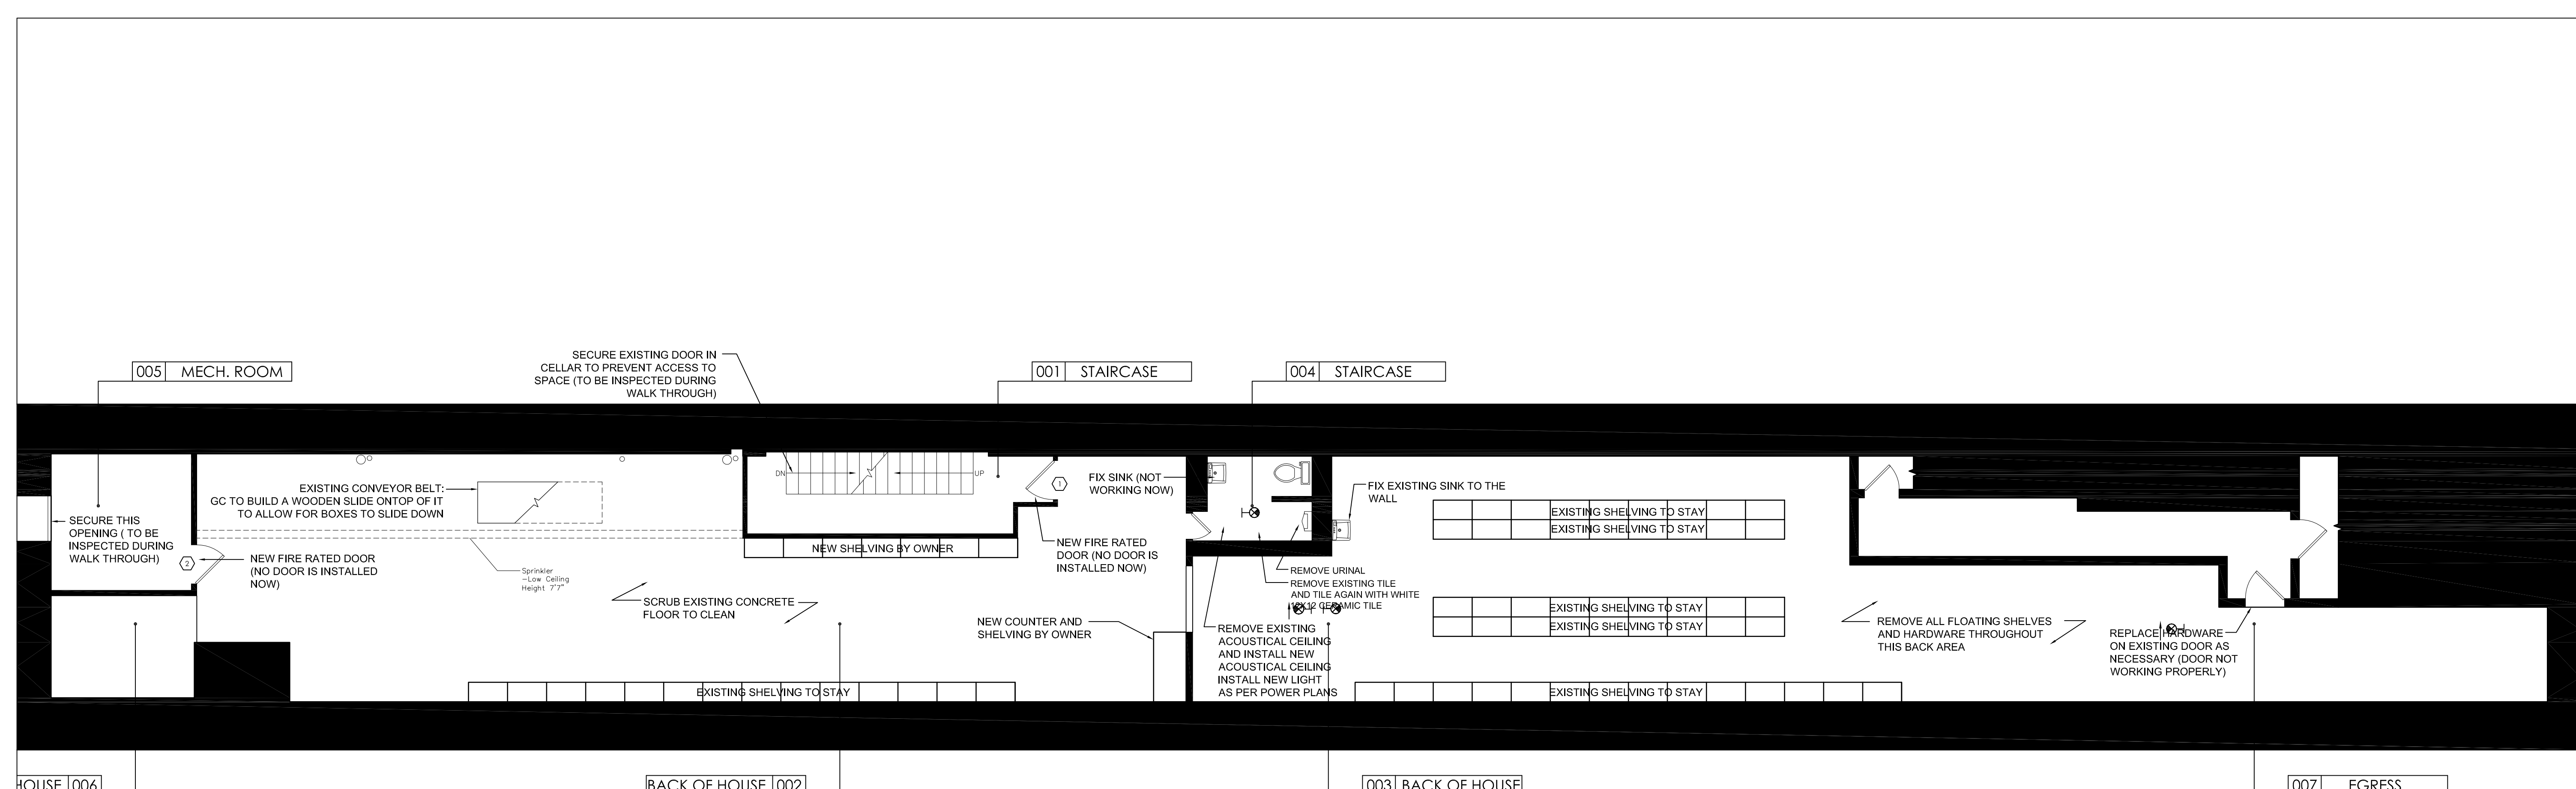 SECURE EXISTING DOOR IN
CELLAR TO PREVENT ACCESS TO
SPACE (TO BE INSPECTED DURING
WALK THROUGH)
005 MECH. ROOM
001 STAIRCASE
004 STAIRCASE
DN
UP
EXISTING CONVEYOR BELT:
GC TO BUILD A WOODEN SLIDE ONTOP OF IT
TO ALLOW FOR BOXES TO SLIDE DOWN
1
FIX SINK (NOT
WORKING NOW)
FIX EXISTING SINK TO THE
WALL
SECURE THIS
OPENING ( TO BE
INSPECTED DURING
WALK THROUGH)
2
NEW FIRE RATED DOOR
(NO DOOR IS INSTALLED
NOW)
Sprinkler
-Low Ceiling
Height 7'7"
NEW SHELVING BY OWNER
NEW FIRE RATED
DOOR (NO DOOR IS
INSTALLED NOW)
EXISTING SHELVING TO STAY
EXISTING SHELVING TO STAY
REMOVE URINAL
REMOVE EXISTING TILE
AND TILE AGAIN WITH WHITE
12X12 CERAMIC TILE
SCRUB EXISTING CONCRETE
FLOOR TO CLEAN
NEW COUNTER AND
SHELVING BY OWNER
REMOVE EXISTING
ACOUSTICAL CEILING
AND INSTALL NEW
ACOUSTICAL CEILING
INSTALL NEW LIGHT
AS PER POWER PLANS
EXISTING SHELVING TO STAY
EXISTING SHELVING TO STAY
REMOVE ALL FLOATING SHELVES
AND HARDWARE THROUGHOUT
THIS BACK AREA
REPLACE HARDWARE
ON EXISTING DOOR AS
NECESSARY (DOOR NOT
WORKING PROPERLY)
EXISTING SHELVING TO STAY
EXISTING SHELVING TO STAY
HOUSE 006
BACK OF HOUSE 002
003 BACK OF HOUSE
007 EGRESS